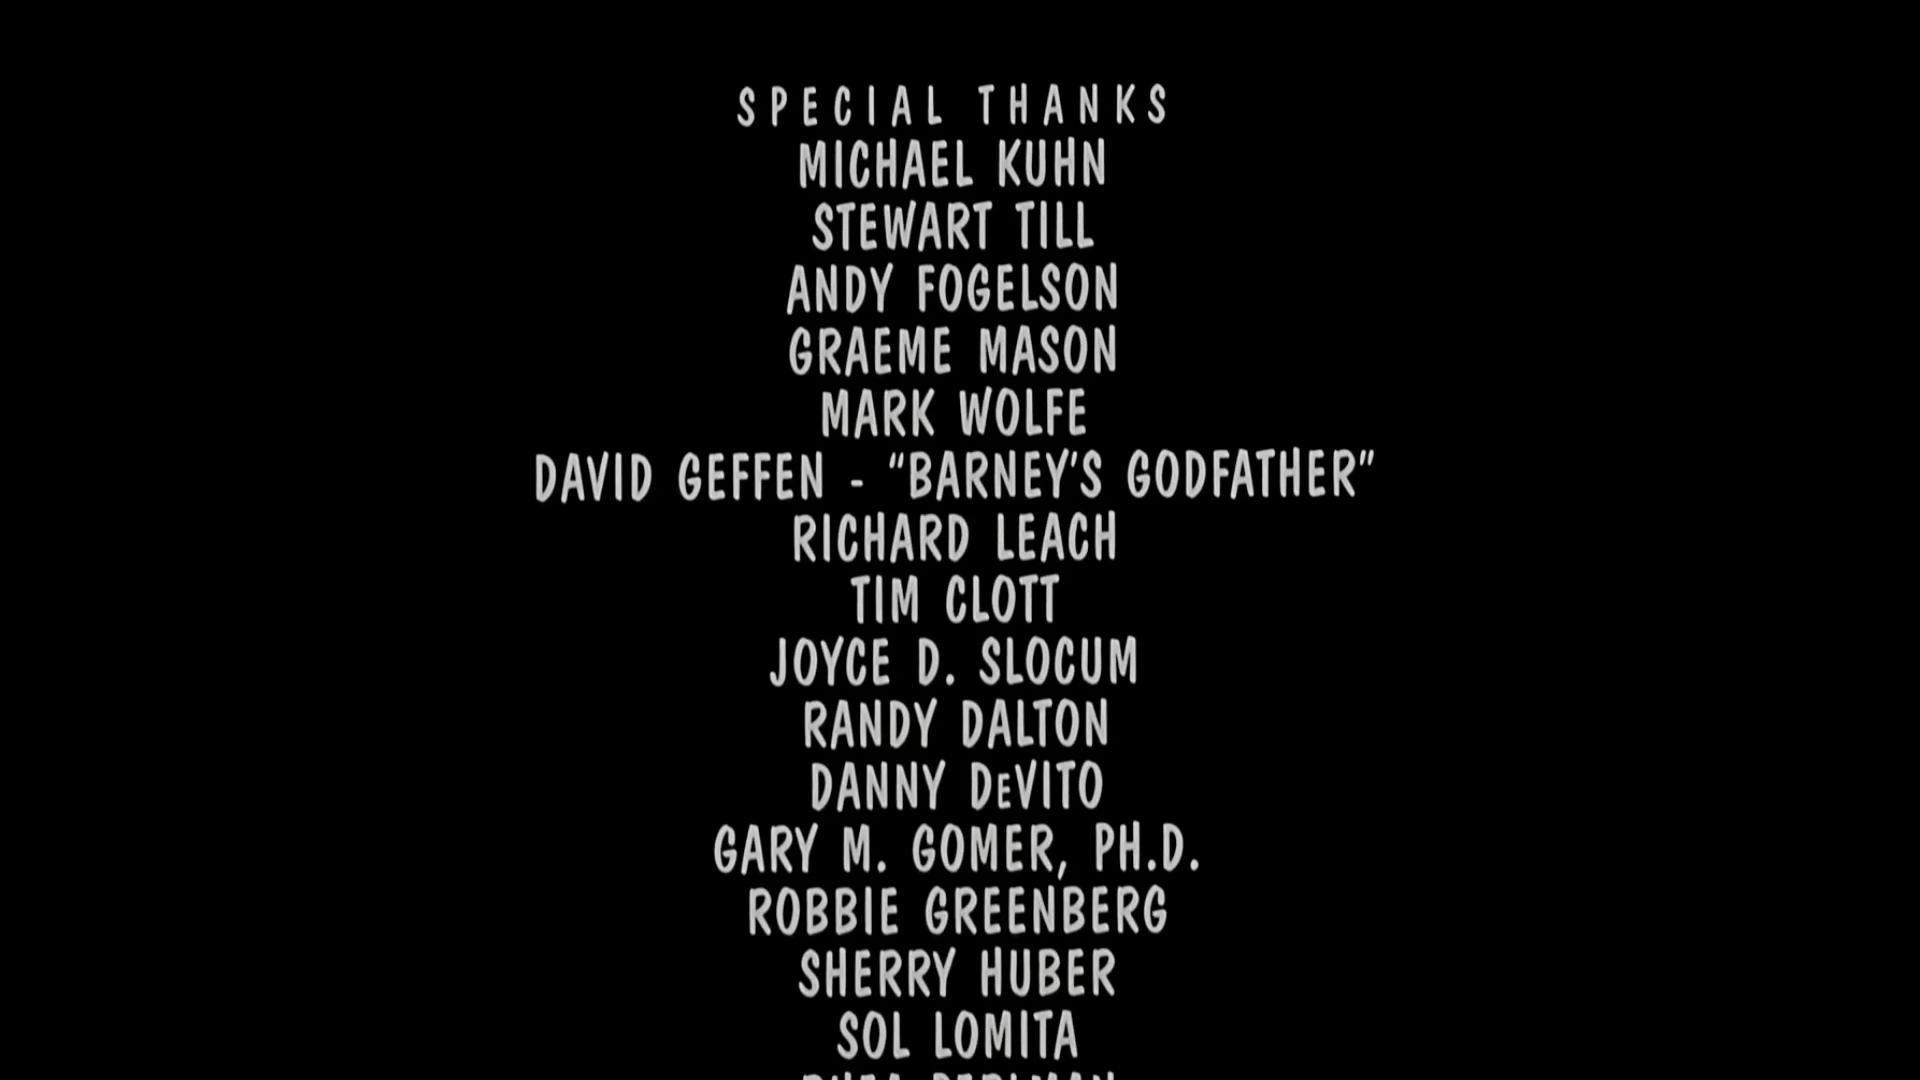 SPECIAL THANKS
MICHAEL KUHN
STEWART TILL
ANDY FOGELSON
GRAEME MASON
MARK WOLFE
DAVID GEFFEN - “BARNEY’S GODFATHER”
RICHARD LEACH
TIM CLOTT
JOYCE D. SLOCUM
RANDY DALTON
DANNY DeVITO
GARY M. GOMER, PH.D.
ROBBIE GREENBERG
SHERRY HUBER
SOL LOMITA